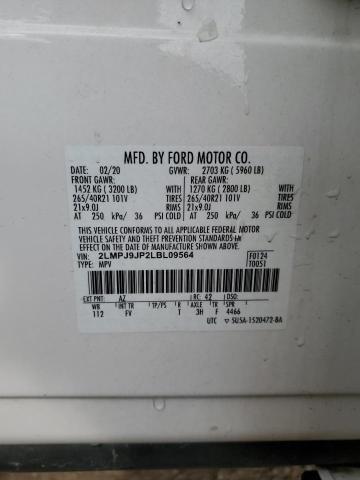 MFD. BY FORD MOTOR CO.
DATE: 02/20 GVWR: 2703 KG ( 5960 LB)
FRONT GAWR: REAR GAWR:
1452 KG ( 3200 LB) 1270 KG ( 2800 LB)
265/40R21 101V TIRES 265/40R21 101V TIRES
21x9.0J RIMS 21x9.0J RIMS
AT 250 kPa/ 36 PSI COLD AT 250 kPa/ 36 PSI COLD
THIS VEHICLE CONFORMS TO ALL APPLICABLE FEDERAL MOTOR
VEHICLE SAFETY AND THEFT PREVENTION STANDARDS IN
EFFECT ON THE DATE OF MANUFACTURE SHOWN ABOVE.
VIN: 2LMPJ9JP2LBL09564 F0124
TYPE: MPV T0051
EXT PNT: AZ RC: 42 DSO:
WB INT TR TP/PS R AXLE TR SPR
112 FV T 3H F 4466
UTC ▽ 5U5A-1520472-BA